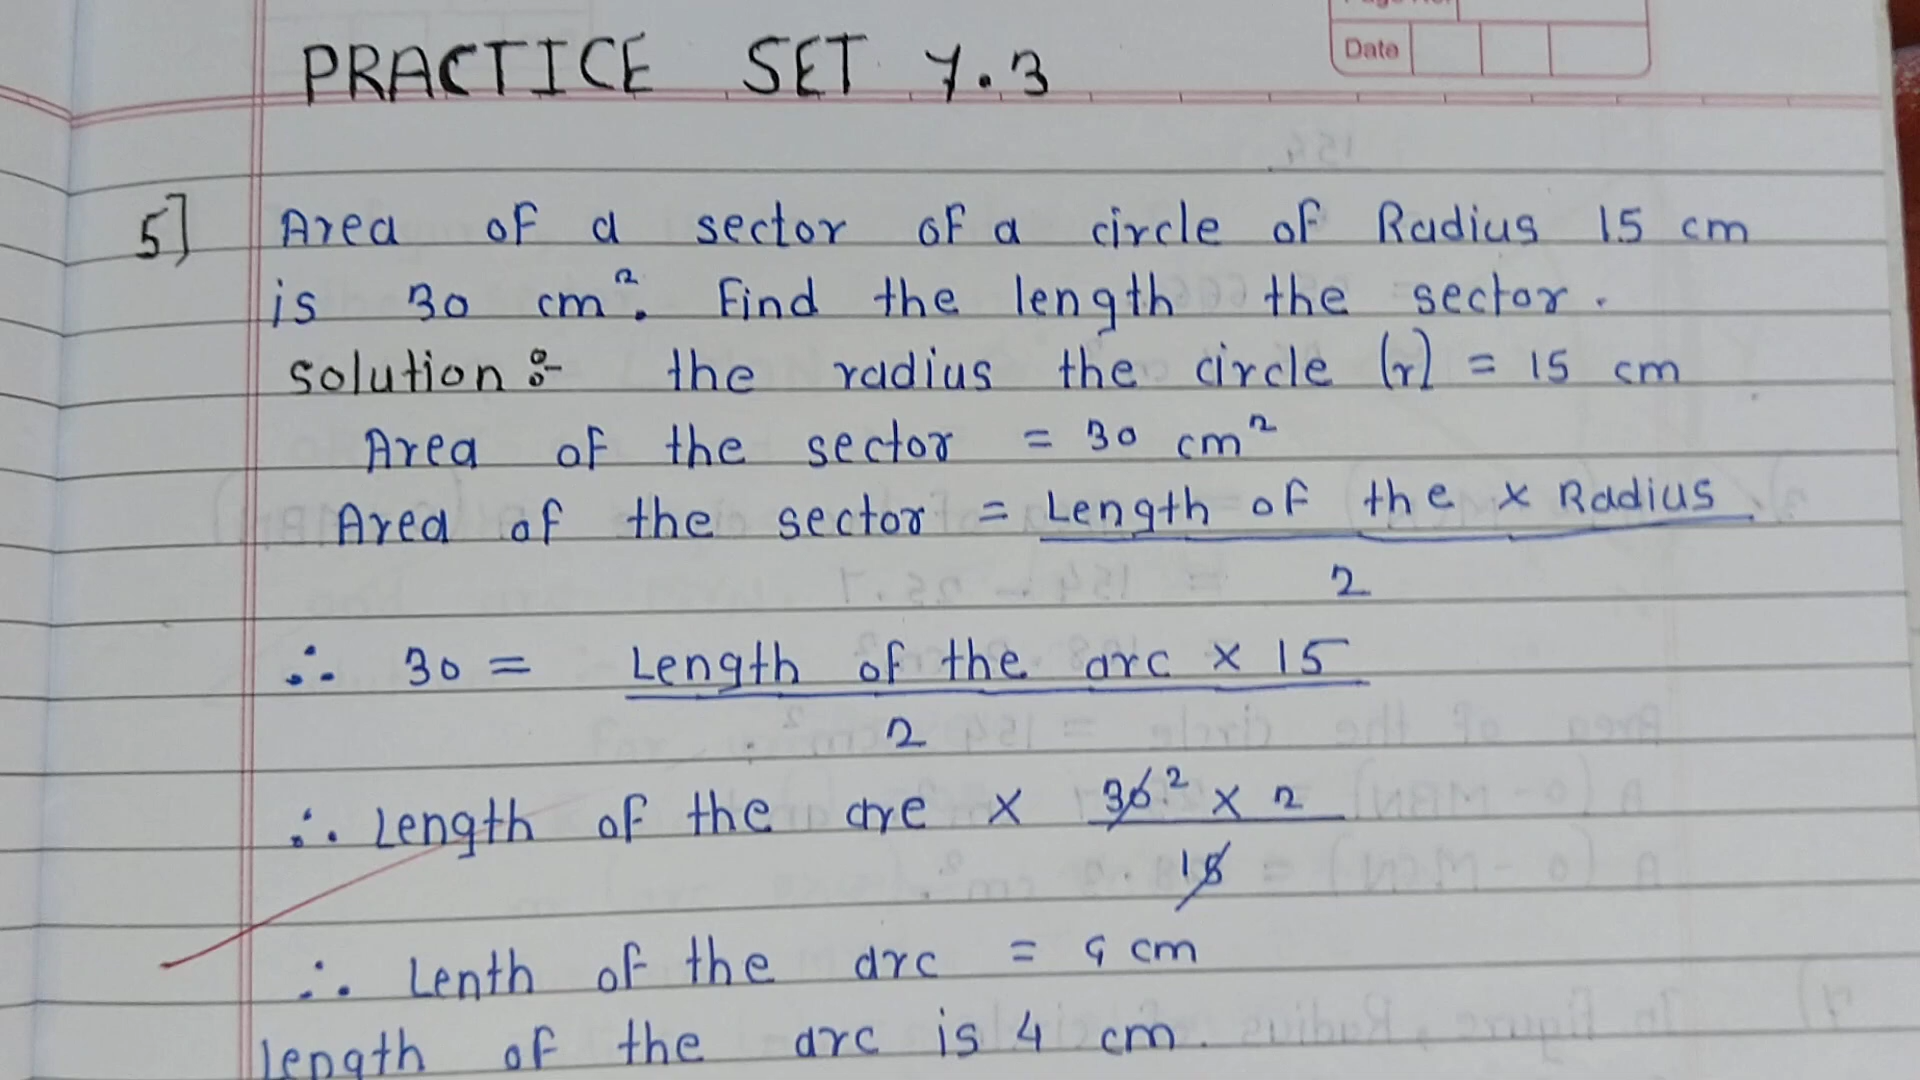 Date
PRACTICE SET 7.3
5] Area of a sector of a circle of Radius 15 cm
is 30 cm². Find the length the sector.
solution :- the radius the circle (r) = 15 cm
Area of the sector = 30 cm²
Area of the sector = Length of the x Radius
2
∴ 30 = Length of the arc x 15
2
∴ Length of the are x 30² x 2
15
∴ Lenth of the arc = 4 cm
length of the arc is 4 cm.